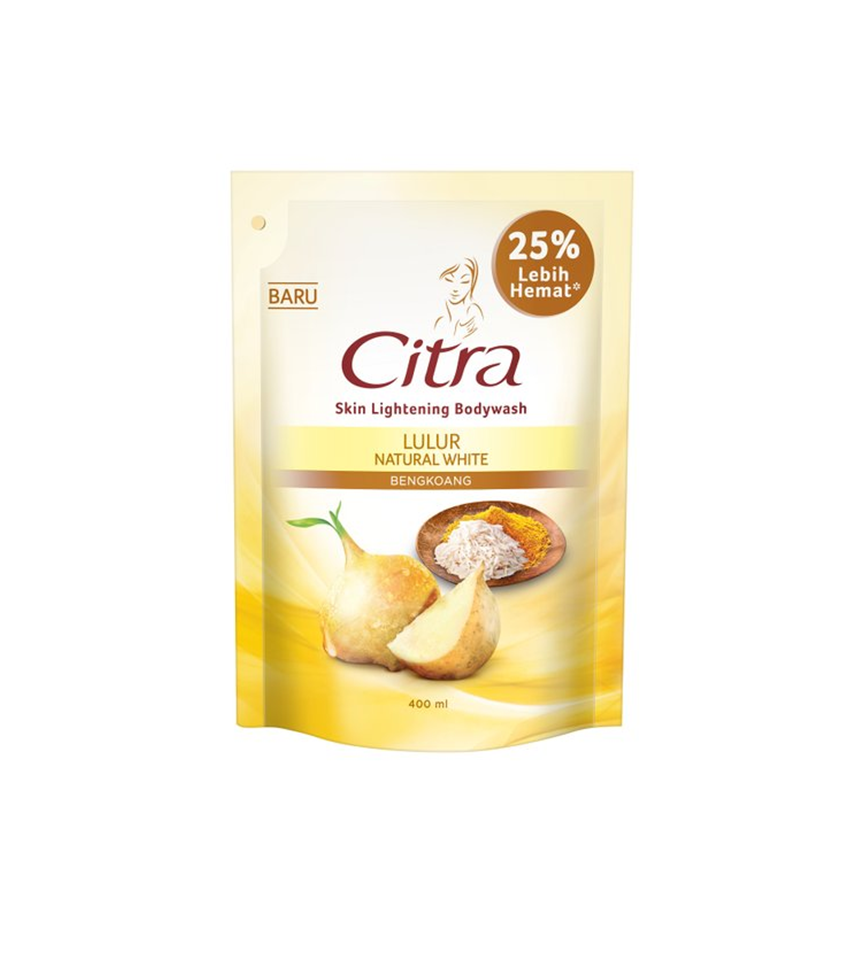 25%
Lebih
Hemat*
BARU
Citra
Skin Lightening Bodywash
LULUR
NATURAL WHITE
BENGKOANG
400 ml